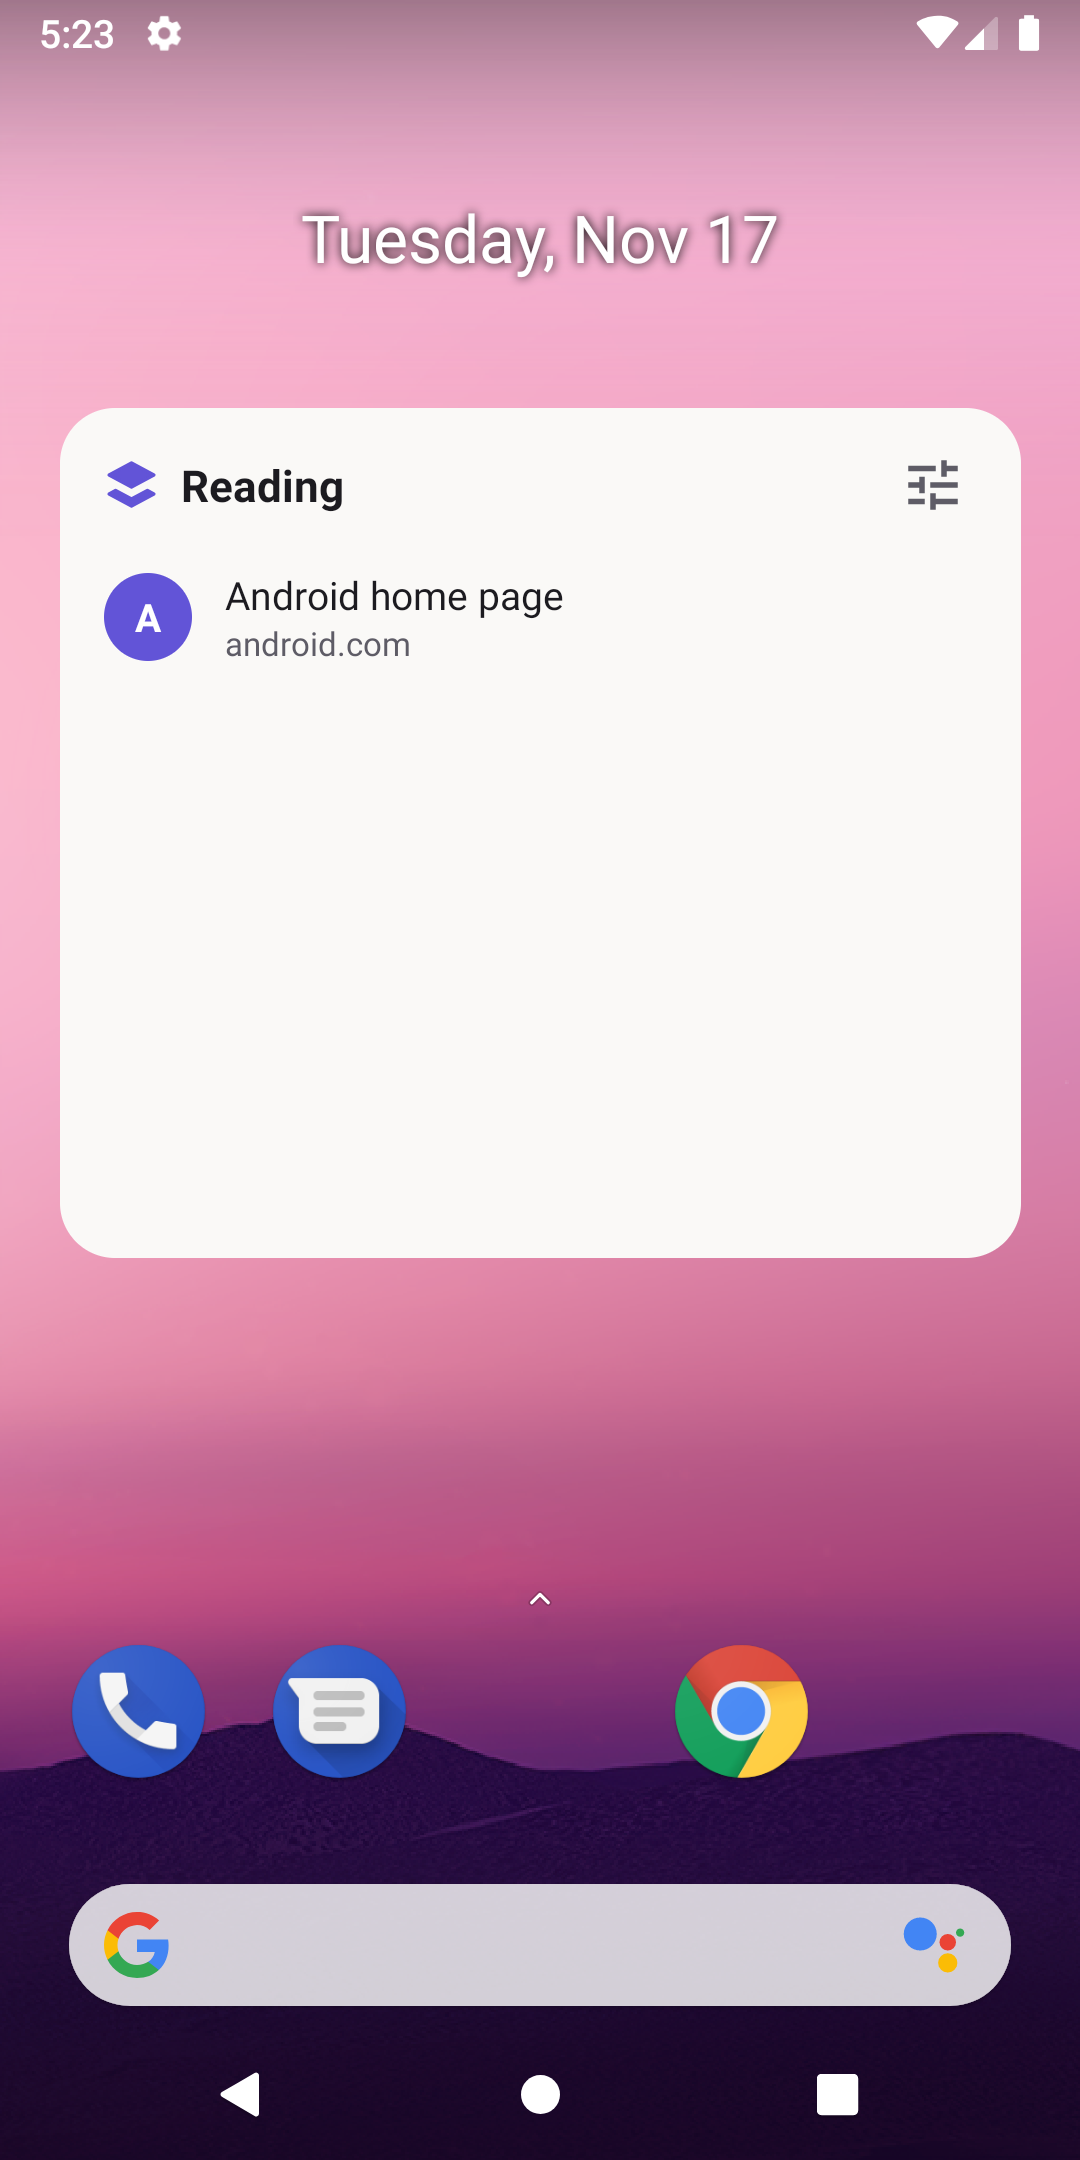 5:23
Tuesday, Nov 17
Reading
A
Android home page
android.com